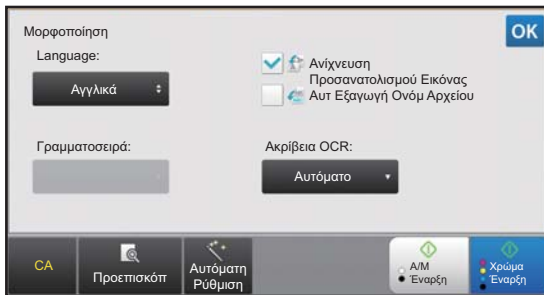 Μορφοποίηση
OK
Language:
Αγγλικά
Ανίχνευση
Προσανατολισμού Εικόνας
Αυτ Εξαγωγή Ονόμ Αρχείου
Γραμματοσειρά:
Ακρίβεια OCR:
Αυτόματο
CA
Προεπισκόπ
Αυτόματη
Ρύθμιση
Α/Μ
Έναρξη
Χρώμα
Έναρξη